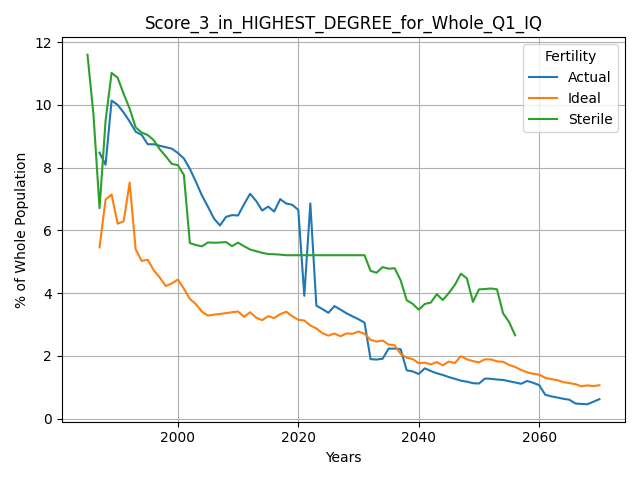 Score_3_in_HIGHEST_DEGREE_for_Whole_Q1_IQ
12
10
8
6
4
2
0
% of Whole Population
Fertility
Actual
Ideal
Sterile
2000
2020
2040
2060
Years